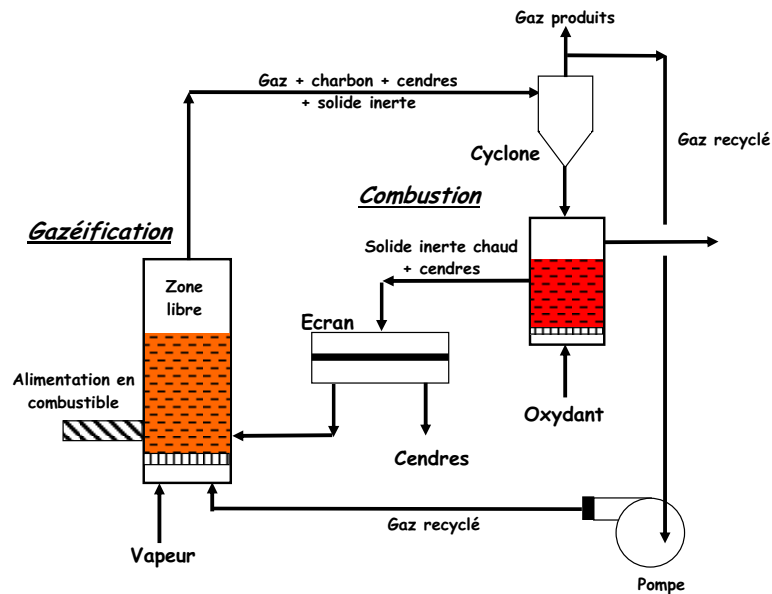 Gaz produits
Gaz + charbon + cendres
+ solide inerte
Gaz recyclé
Cyclone
Combustion
Gazéification
Solide inerte chaud
+ cendres
Zone
libre
Ecran
Alimentation en
combustible
Oxydant
Cendres
Gaz recyclé
Vapeur
Pompe